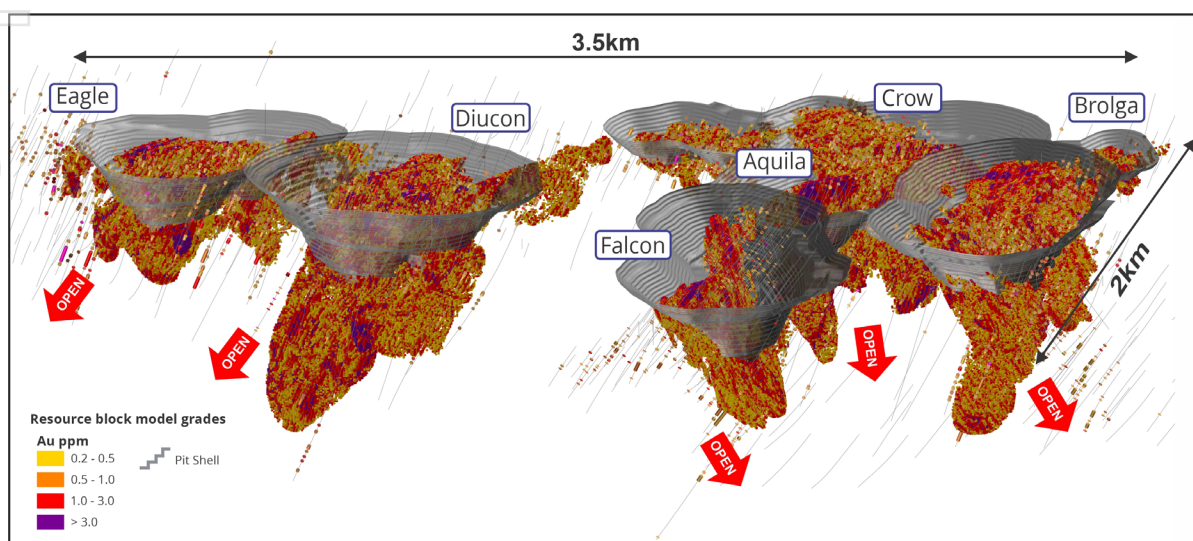 3.5km
Eagle
Diucon
Crow
Brolga
Aquila
Falcon
2km
OPEN
OPEN
OPEN
OPEN
OPEN
Resource block model grades
Au ppm
0.2 - 0.5
0.5 - 1.0
1.0 - 3.0
> 3.0
Pit Shell